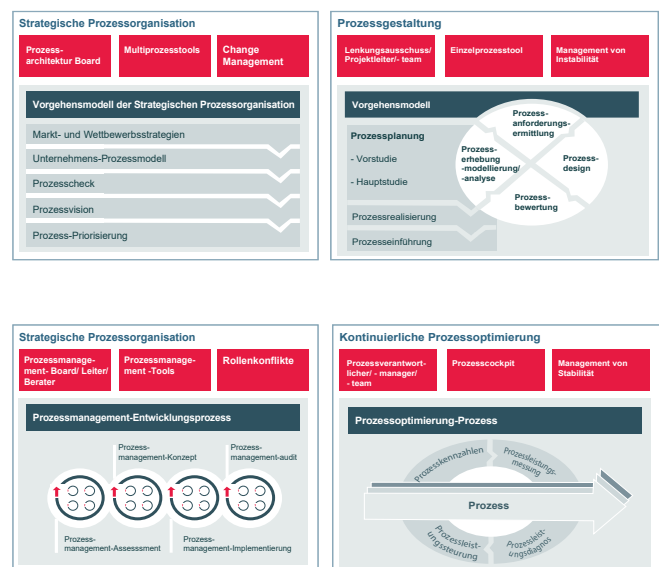 Strategische Prozessorganisation
Prozess-
architektur Board
Multiprozesstools
Change
Management
Vorgehensmodell der Strategischen Prozessorganisation
Markt- und Wettbewerbsstrategien
Unternehmens-Prozessmodell
Prozesscheck
Prozessvision
Prozess-Priorisierung
Prozessgestaltung
Lenkungsausschuss/
Projektleiter/- team
Einzelprozesstool
Management von
Instabilität
Vorgehensmodell
Prozessplanung
- Vorstudie
- Hauptstudie
Prozessrealisierung
Prozesseinführung
Prozess-
anforderungs-
ermittlung
Prozess-
erhebung
-modellierung/
-analyse
Prozess-
design
Prozess-
bewertung
Strategische Prozessorganisation
Prozessmanage-
ment- Board/ Leiter/
Berater
Prozessmanage-
ment -Tools
Rollenkonflikte
Prozessmanagement-Entwicklungsprozess
Prozess-
management-Konzept
Prozess-
management-audit
Prozess-
management-Assesssment
Prozess-
management-Implementierung
Kontinuierliche Prozessoptimierung
Prozessverantwort-
licher/ - manager/
- team
Prozesscockpit
Management von
Stabilität
Prozessoptimierung-Prozess
Prozesskennzahlen
Prozessleistungs-
messung
Prozess
Prozessleist-
ungssteurung
Prozessleist-
ungsdiagnos